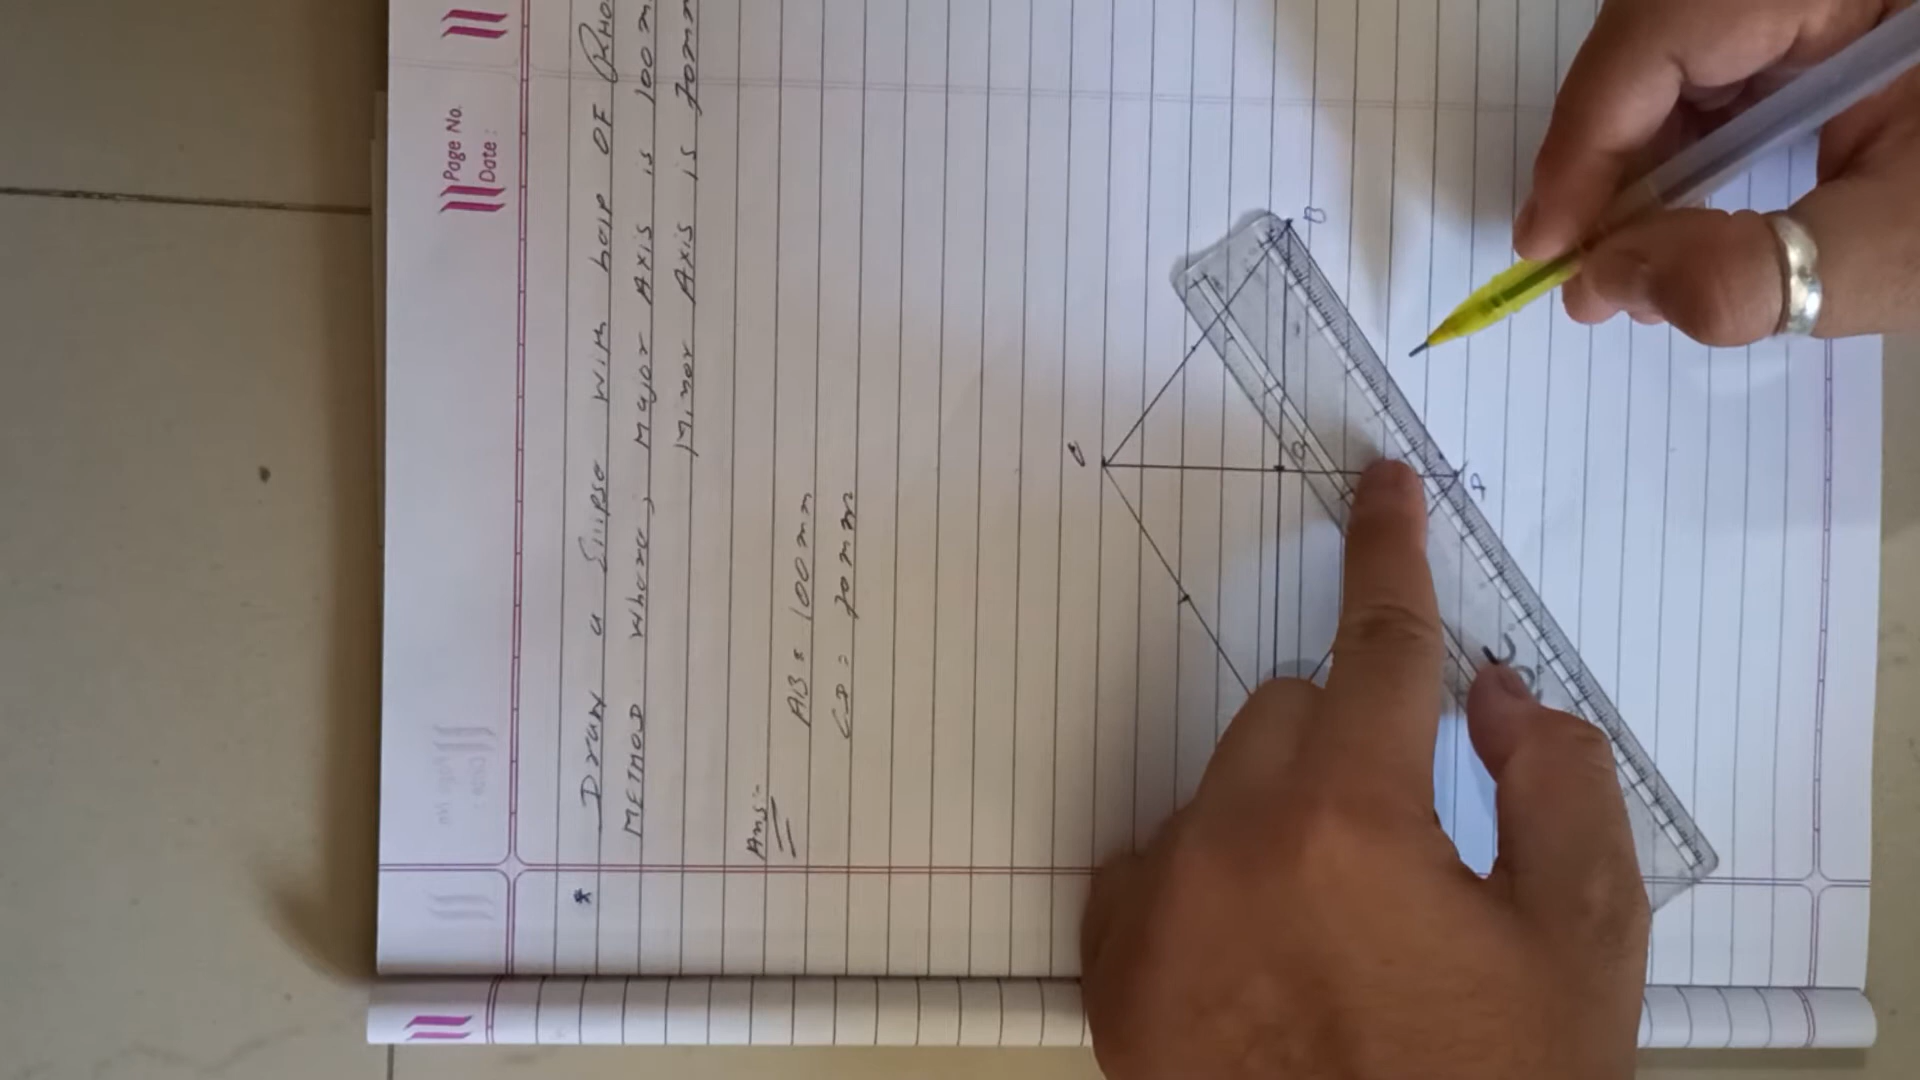 Page No.
Date :
* Draw a Ellipse with help OF RHO
METHOD where, Major Axis is 100 m
Minor Axis is 70mm
Ans:-
AB = 100mm
CD = 70mm
C
B
O
D